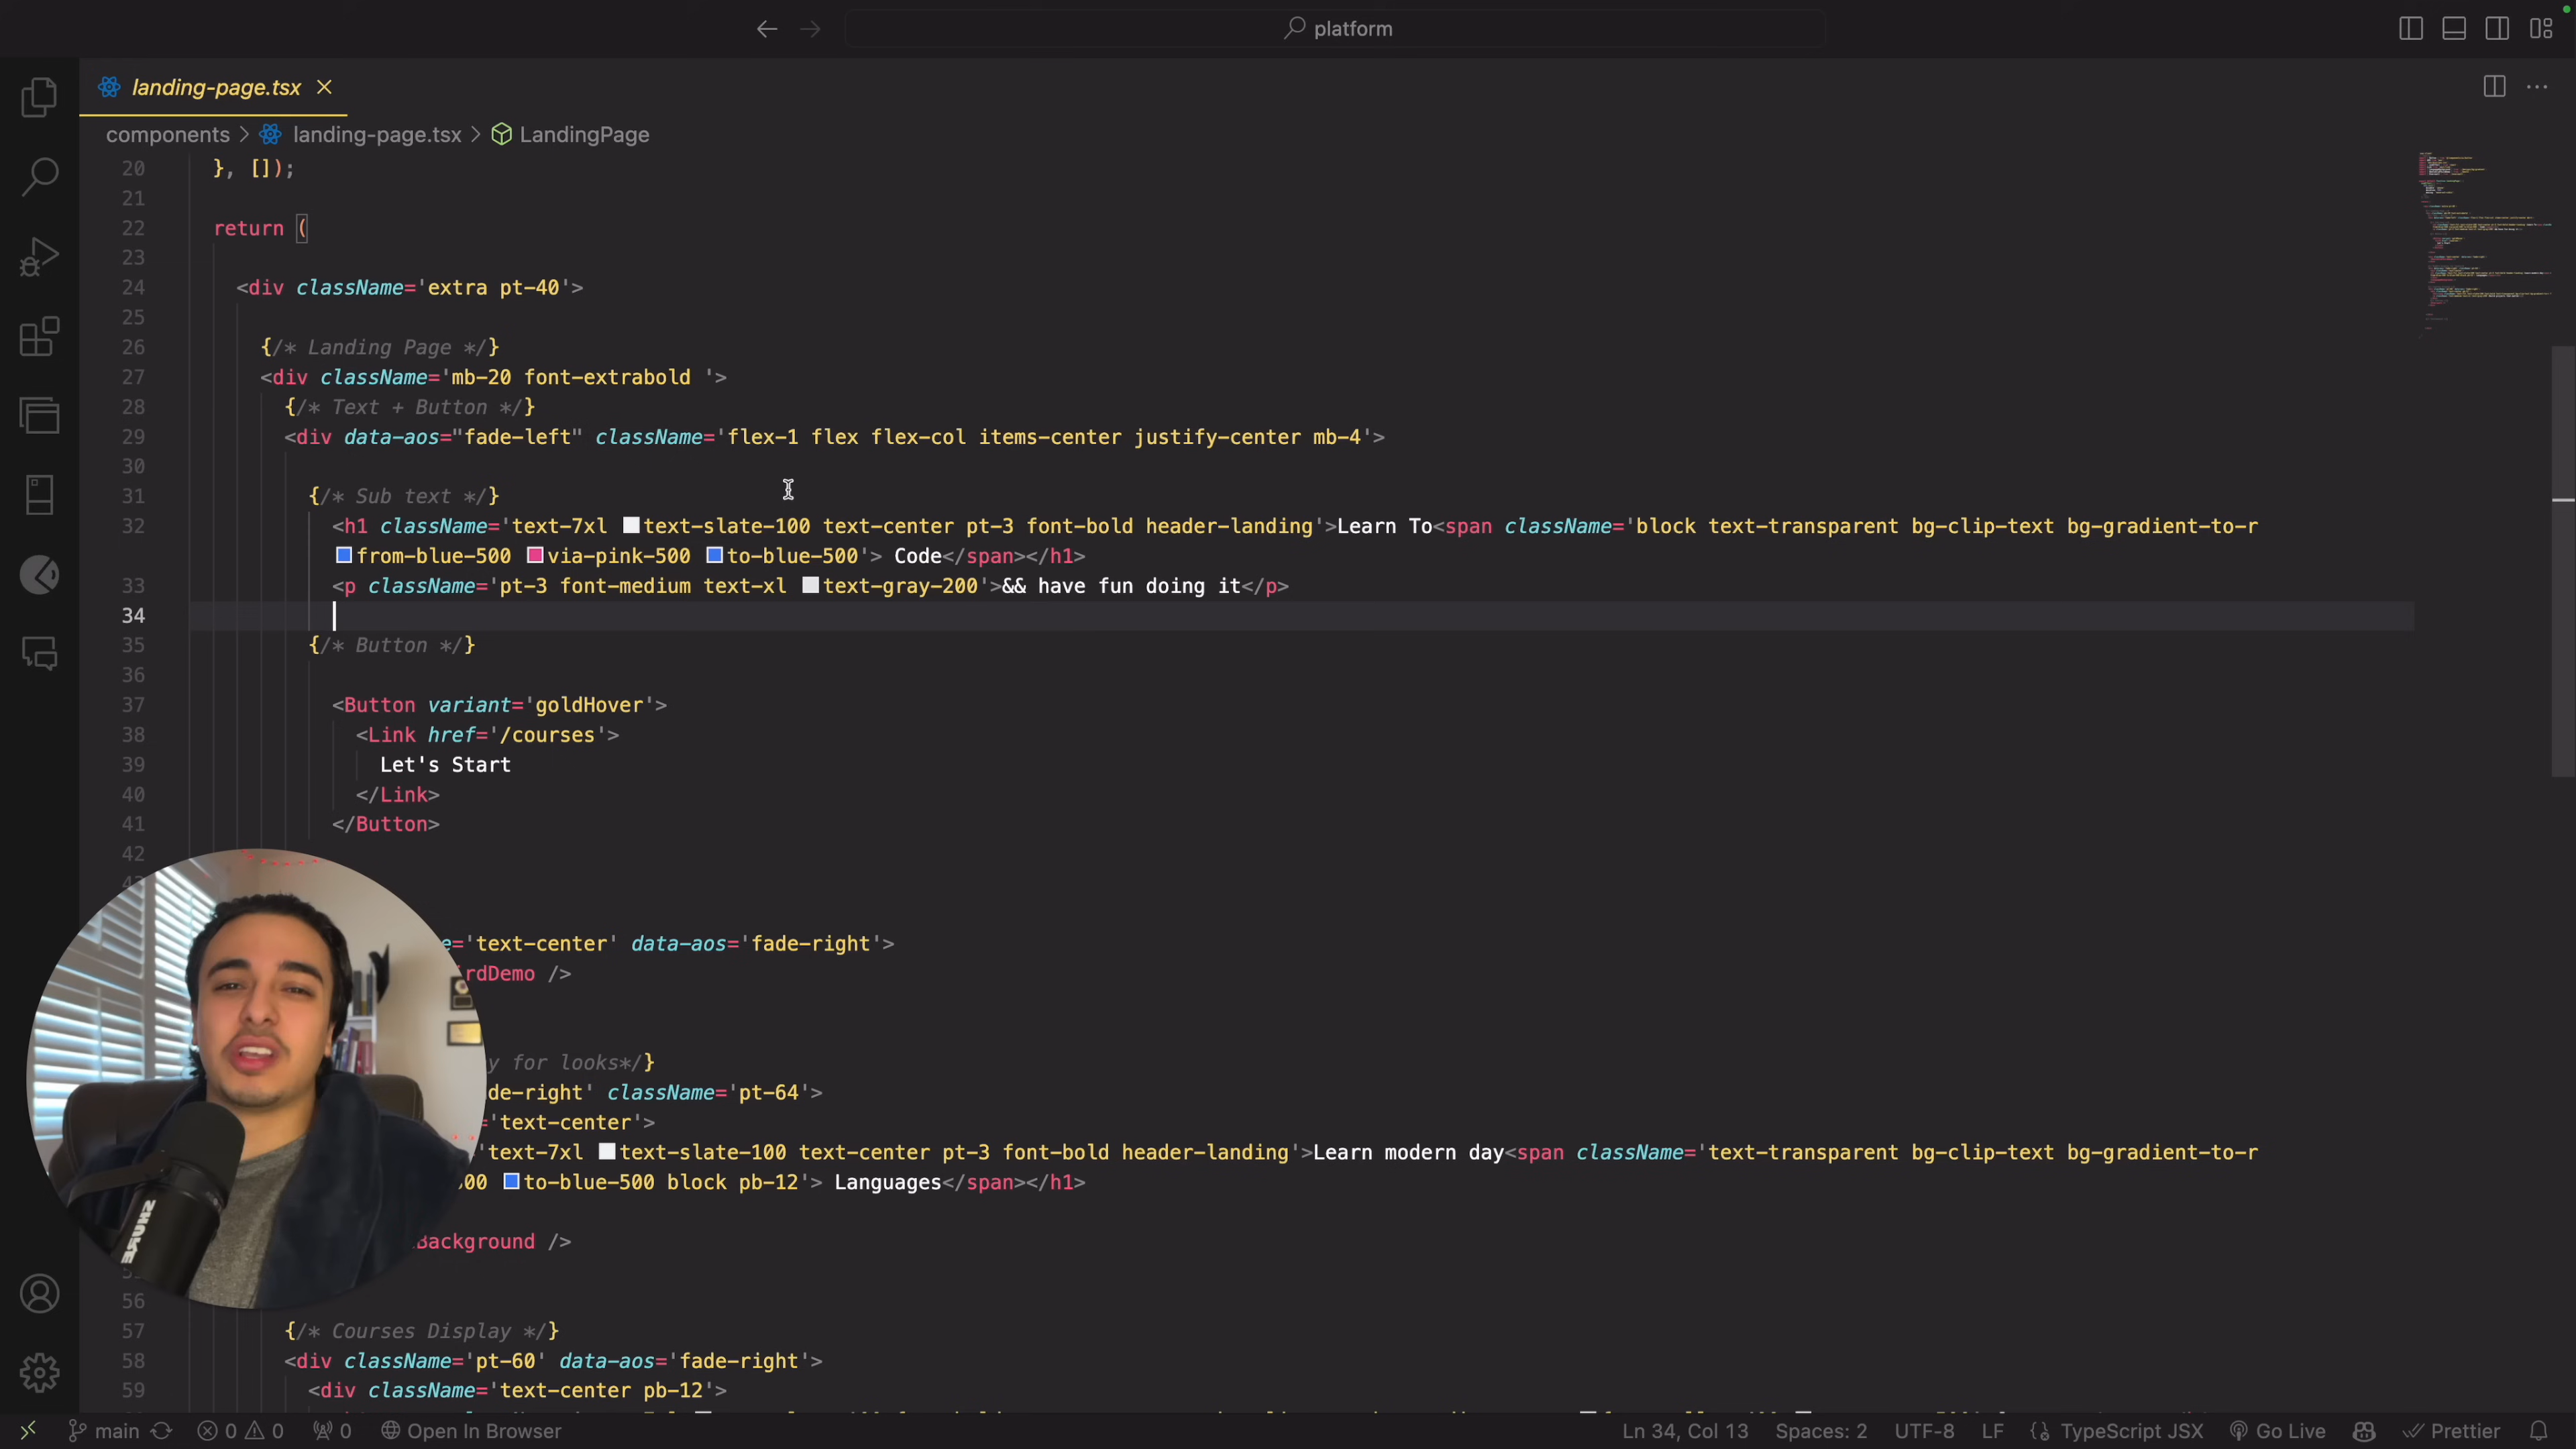 platform
landing-page.tsx
components > landing-page.tsx > LandingPage
20 }, []);
21
22 return (
23
24 <div className='extra pt-40'>
25
26 {/* Landing Page */}
27 <div className='mb-20 font-extrabold '>
28 {/* Text + Button */}
29 <div data-aos="fade-left" className='flex-1 flex flex-col items-center justify-center mb-4'>
30
31 {/* Sub text */}
32 <h1 className='text-7xl text-slate-100 text-center pt-3 font-bold header-landing'>Learn To<span className='block text-transparent bg-clip-text bg-gradient-to-r
from-blue-500 via-pink-500 to-blue-500'> Code</span></h1>
33 <p className='pt-3 font-medium text-xl text-gray-200'>&& have fun doing it</p>
34
35 {/* Button */}
36
37 <Button variant='goldHover'>
38 <Link href='/courses'>
39 Let's Start
40 </Link>
41 </Button>
42
e='text-center' data-aos='fade-right'>
rdDemo />
y for looks*/}
de-right' className='pt-64'>
='text-center'>
'text-7xl text-slate-100 text-center pt-3 font-bold header-landing'>Learn modern day<span className='text-transparent bg-clip-text bg-gradient-to-r
00 to-blue-500 block pb-12'> Languages</span></h1>
Background />
56
57 {/* Courses Display */}
58 <div className='pt-60' data-aos='fade-right'>
59 <div className='text-center pb-12'>
SHURE
main 0 0 0 Open In Browser Ln 34, Col 13 Spaces: 2 UTF-8 LF TypeScript JSX Go Live Prettier